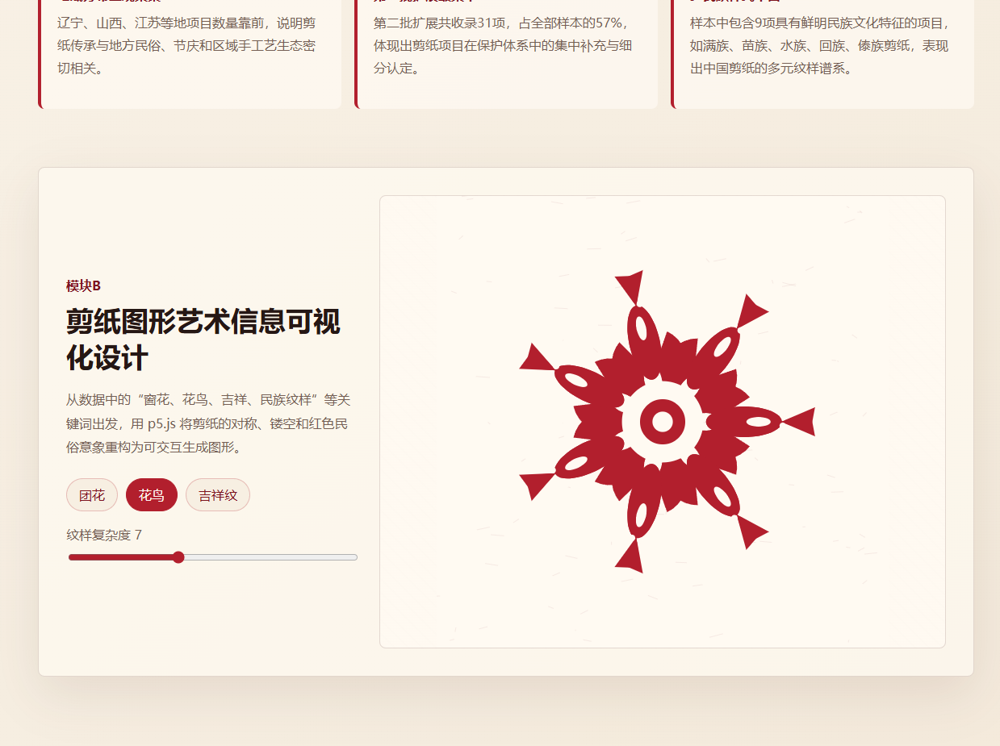 辽宁、山西、江苏等地项目数量靠前，说明剪
纸传承与地方民俗、节庆和区域手工艺生态密
切相关。
第二批扩展共收录31项，占全部样本的57%，
体现出剪纸项目在保护体系中的集中补充与细
分认定。
样本中包含9项具有鲜明民族文化特征的项目，
如满族、苗族、水族、回族、傣族剪纸，表现
出中国剪纸的多元纹样谱系。
模块B
剪纸图形艺术信息可视
化设计
从数据中的“窗花、花鸟、吉祥、民族纹样”等关
键词出发，用 p5.js 将剪纸的对称、镂空和红色民
俗意象重构为可交互生成图形。
团花
花鸟
吉祥纹
纹样复杂度 7